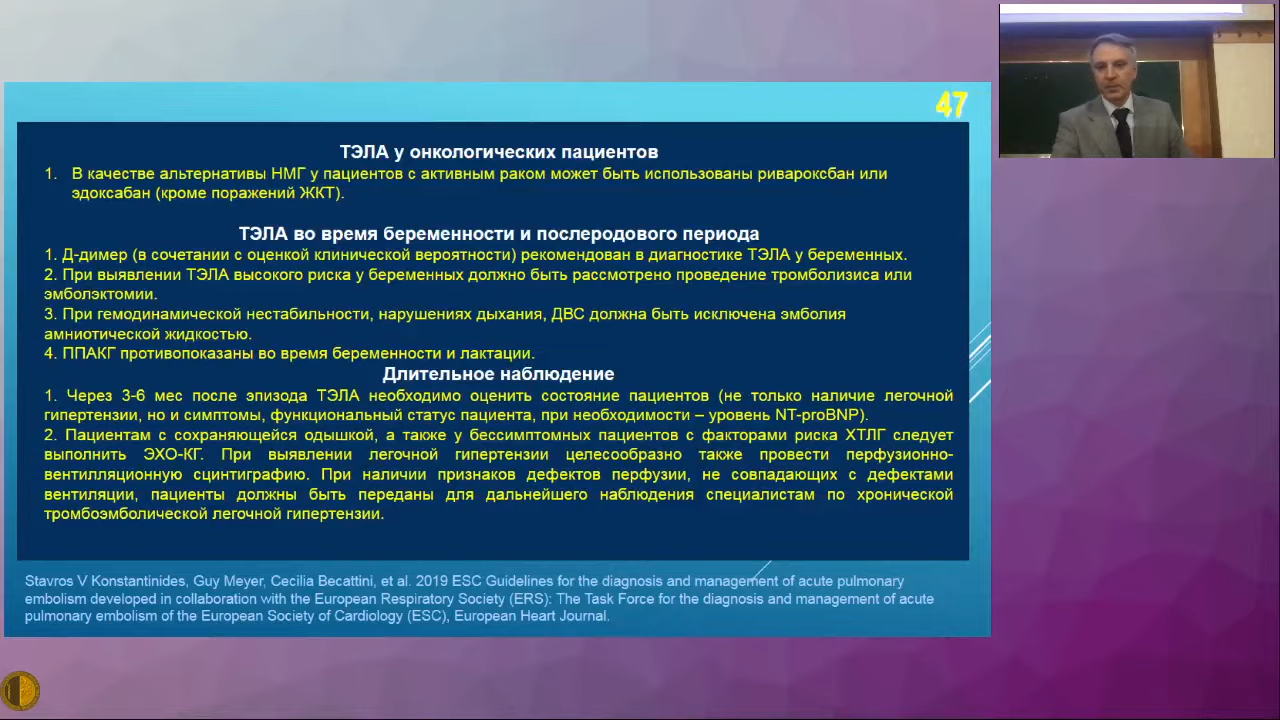 47
ТЭЛА у онкологических пациентов
1. В качестве альтернативы НМГ у пациентов с активным раком может быть использованы ривароксбан или
эдоксабан (кроме поражений ЖКТ).
ТЭЛА во время беременности и послеродового периода
1. Д-димер (в сочетании с оценкой клинической вероятности) рекомендован в диагностике ТЭЛА у беременных.
2. При выявлении ТЭЛА высокого риска у беременных должно быть рассмотрено проведение тромболизиса или
эмболэктомии.
3. При гемодинамической нестабильности, нарушениях дыхания, ДВС должна быть исключена эмболия
амниотической жидкостью.
4. ППАКГ противопоказаны во время беременности и лактации.
Длительное наблюдение
1. Через 3-6 мес после эпизода ТЭЛА необходимо оценить состояние пациентов (не только наличие легочной
гипертензии, но и симптомы, функциональный статус пациента, при необходимости – уровень NT-proBNP).
2. Пациентам с сохраняющейся одышкой, а также у бессимптомных пациентов с факторами риска ХТЛГ следует
выполнить ЭХО-КГ. При выявлении легочной гипертензии целесообразно также провести перфузионно-
вентилляционную сцинтиграфию. При наличии признаков дефектов перфузии, не совпадающих с дефектами
вентиляции, пациенты должны быть переданы для дальнейшего наблюдения специалистам по хронической
тромбоэмболической легочной гипертензии.
Stavros V Konstantinides, Guy Meyer, Cecilia Becattini, et al. 2019 ESC Guidelines for the diagnosis and management of acute pulmonary
embolism developed in collaboration with the European Respiratory Society (ERS): The Task Force for the diagnosis and management of acute
pulmonary embolism of the European Society of Cardiology (ESC), European Heart Journal.